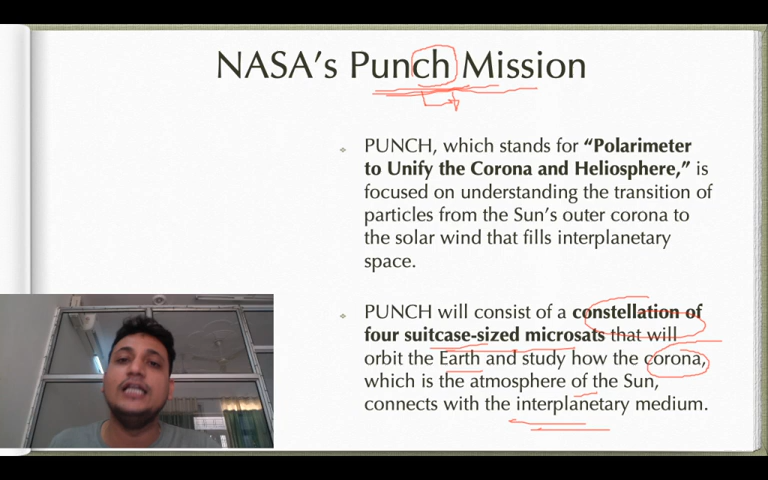 NASA’s Punch Mission
PUNCH, which stands for “Polarimeter
to Unify the Corona and Heliosphere,” is
focused on understanding the transition of
particles from the Sun’s outer corona to
the solar wind that fills interplanetary
space.
PUNCH will consist of a constellation of
four suitcase-sized microsats that will
orbit the Earth and study how the corona,
which is the atmosphere of the Sun,
connects with the interplanetary medium.